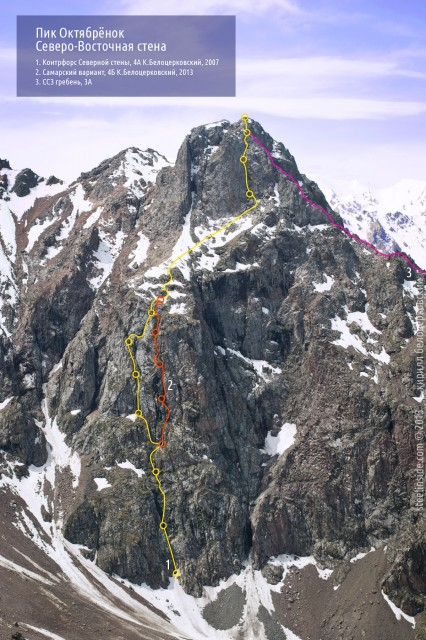 Пик Октябрёнок
Северо-Восточная стена
1. Контрфорс Северной стены, 4А К.Белоцерковский, 2007
2. Самарский вариант, 4Б К.Белоцерковский, 2013
3. ССЗ гребень, 3А
3
2
1